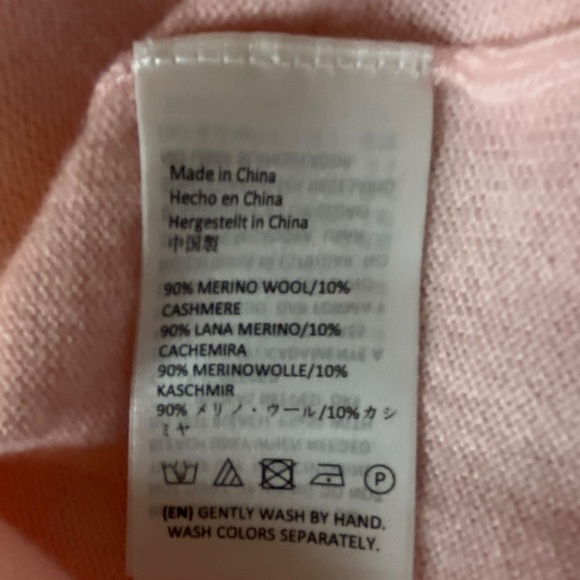 Made in China
Hecho en China
Hergestellt in China
中国製
90% MERINO WOOL/10%
CASHMERE
90% LANA MERINO/10%
CACHEMIRA
90% MERINOWOLLE/10%
KASCHMIR
90% メリノ・ウール/10%カシ
ミヤ
P
(EN) GENTLY WASH BY HAND.
WASH COLORS SEPARATELY.